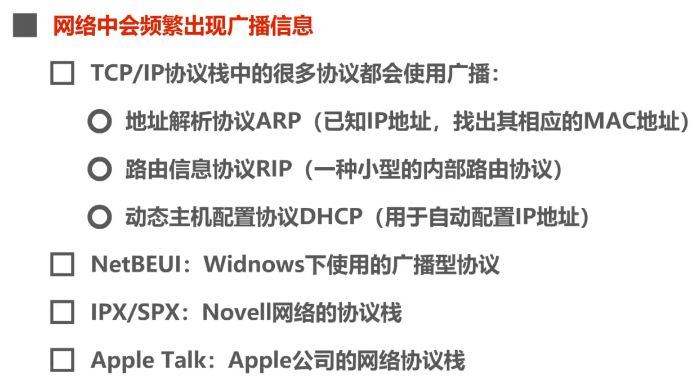 网络中会频繁出现广播信息
TCP/IP协议栈中的很多协议都会使用广播：
地址解析协议ARP（已知IP地址，找出其相应的MAC地址）
路由信息协议RIP（一种小型的内部路由协议）
动态主机配置协议DHCP（用于自动配置IP地址）
NetBEUI：Widnows下使用的广播型协议
IPX/SPX：Novell网络的协议栈
Apple Talk：Apple公司的网络协议栈